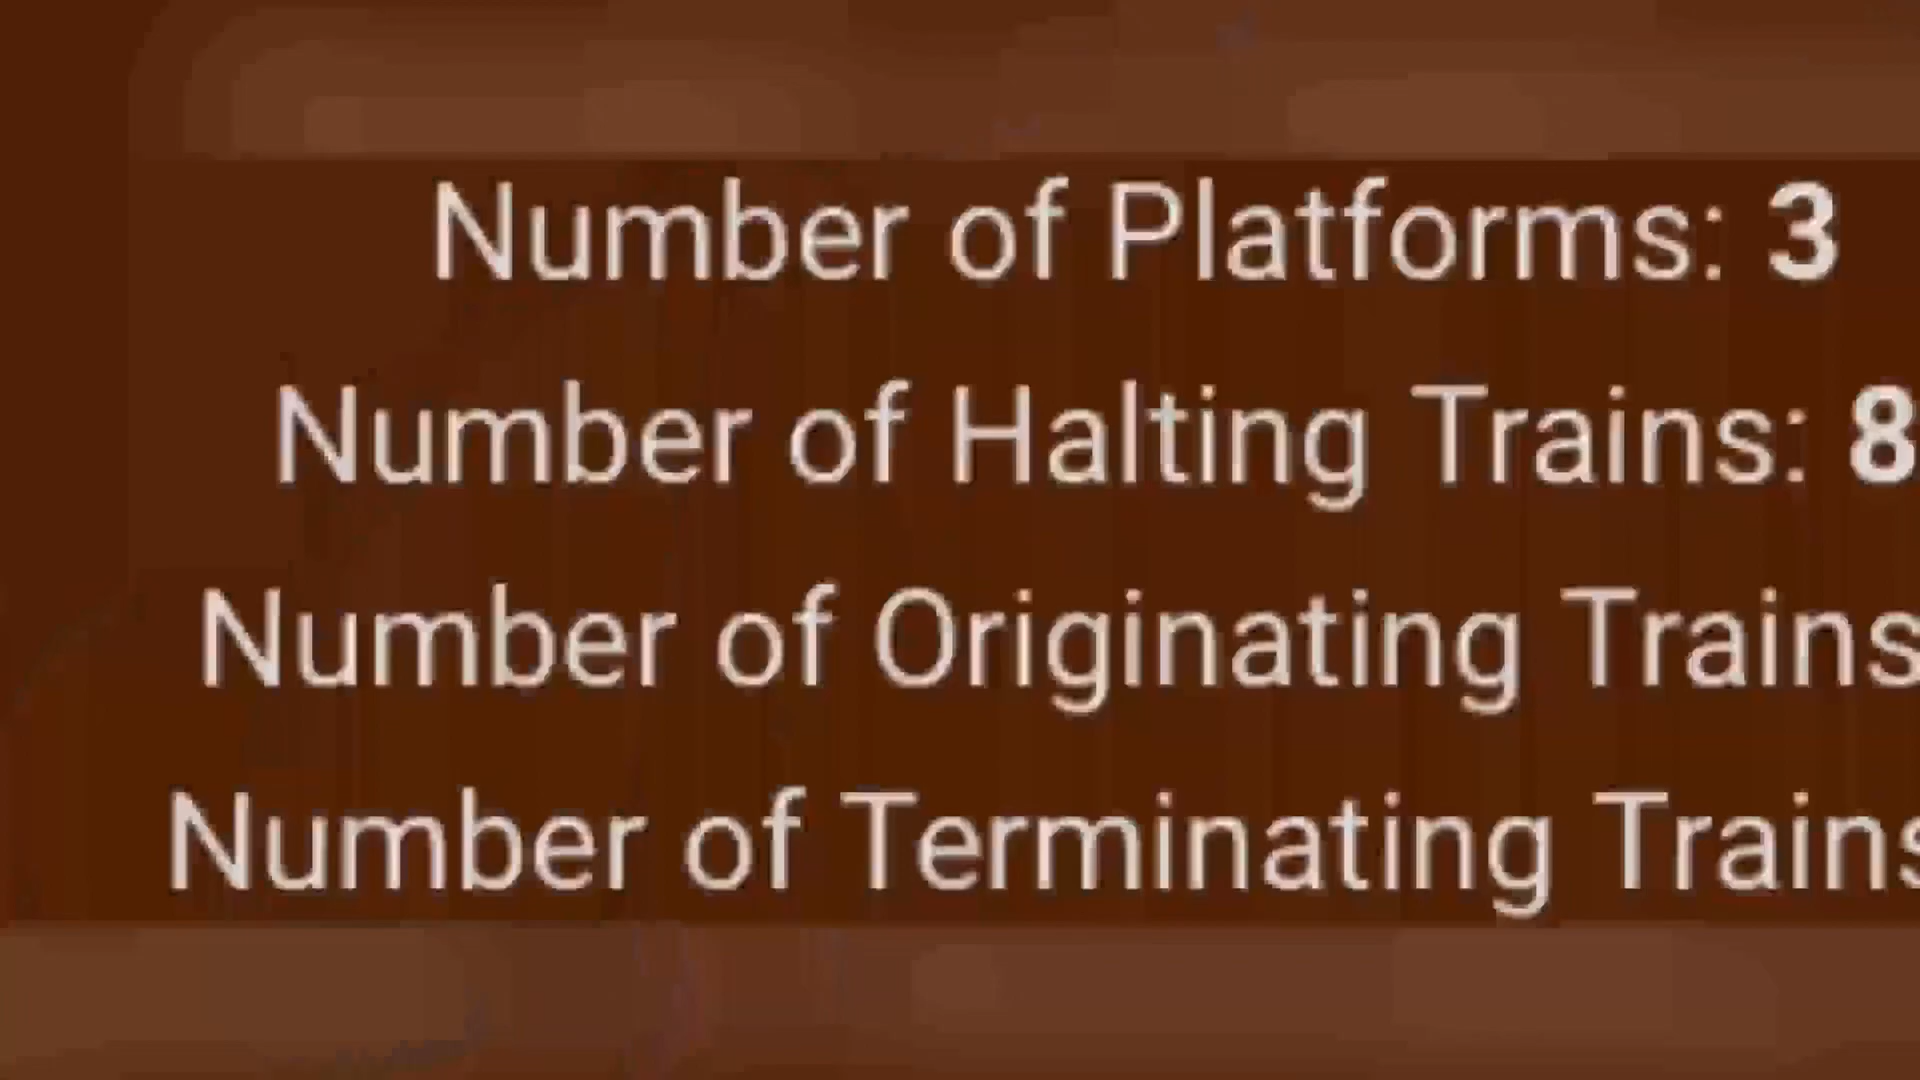 Number of Platforms: 3
Number of Halting Trains: 8
Number of Originating Trains
Number of Terminating Trains